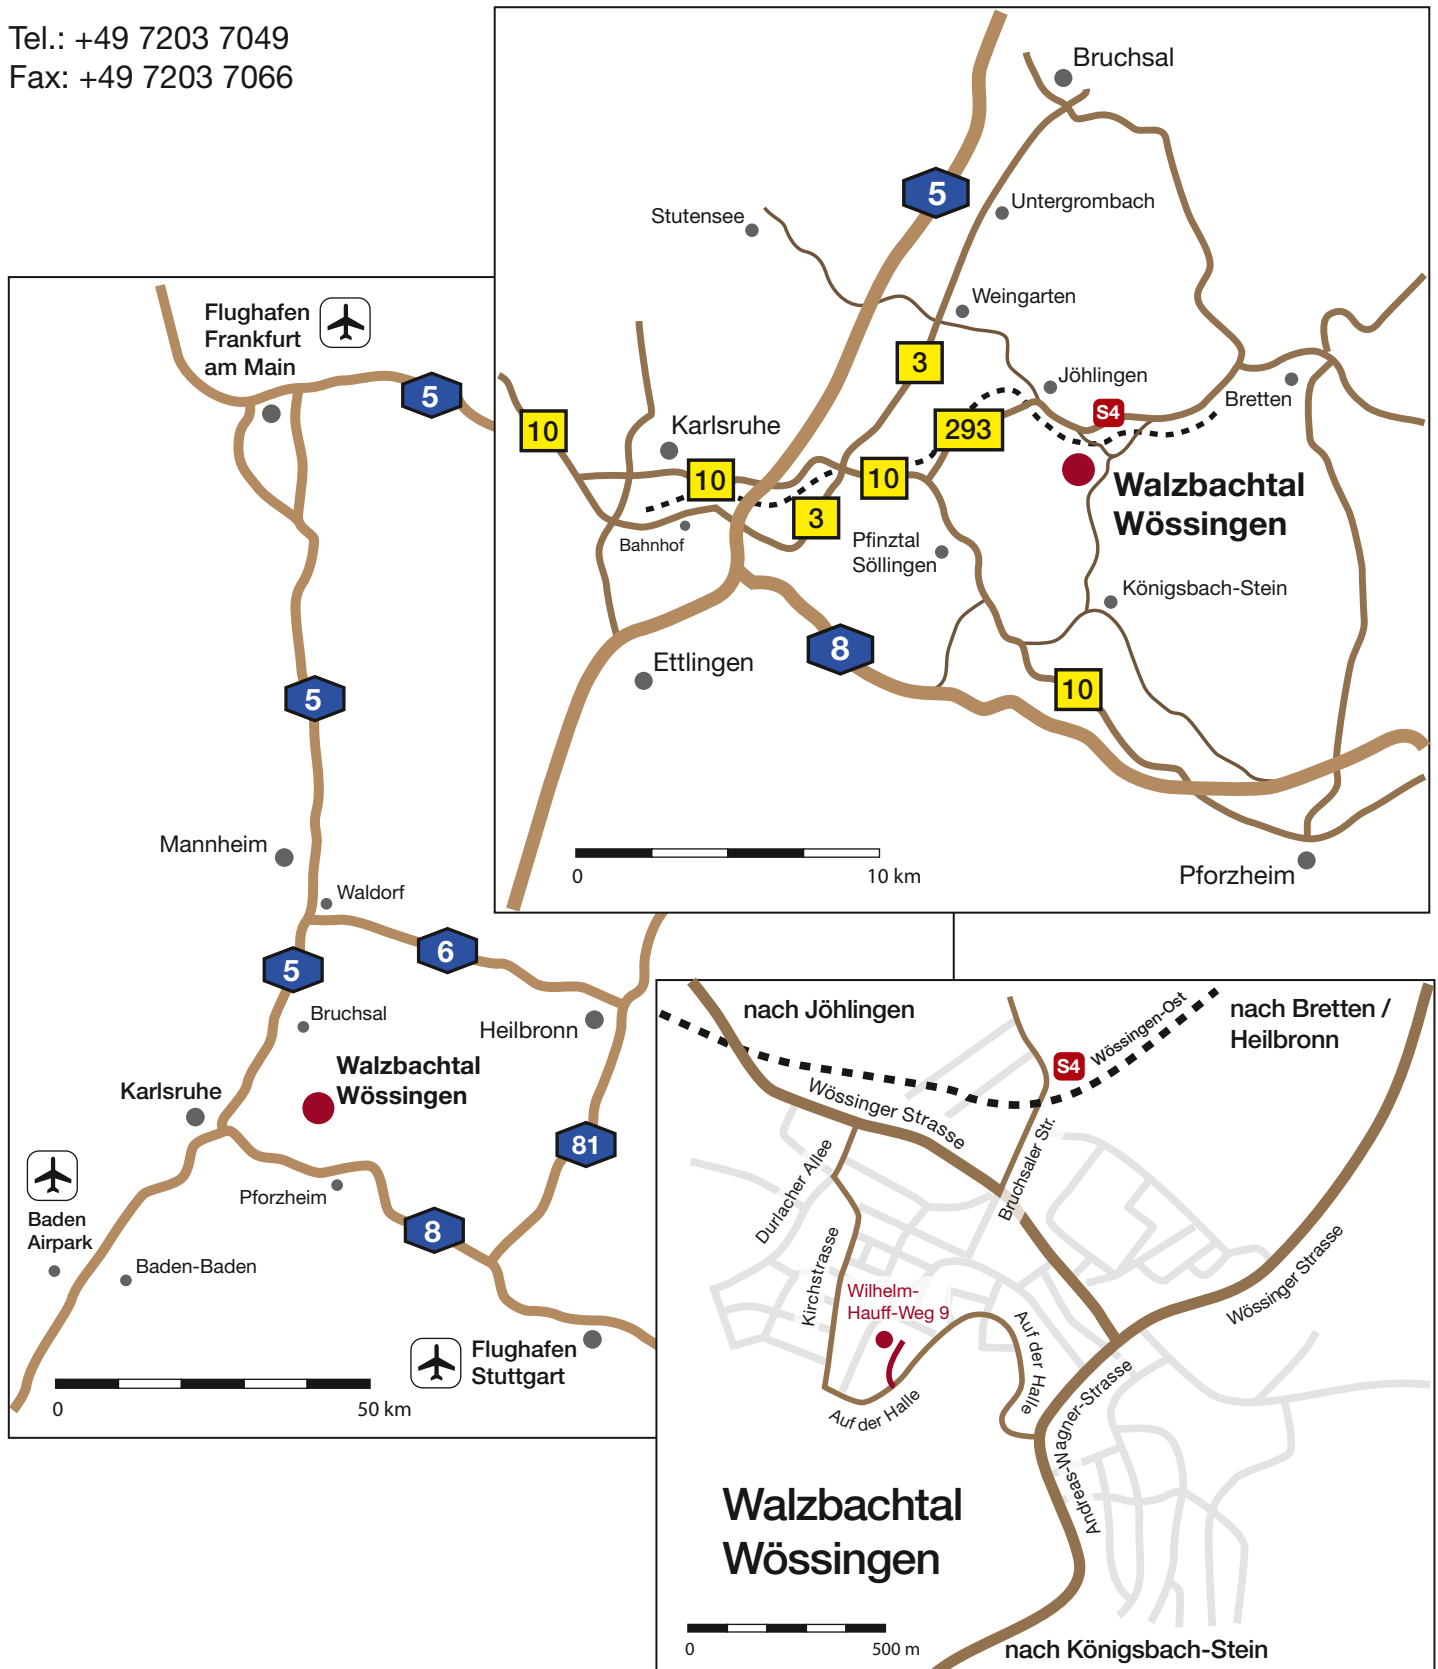 Tel.: +49 7203 7049
Fax: +49 7203 7066
Bruchsal
5
Untergrombach
Stutensee
Weingarten
3
Jöhlingen
S4
Bretten
293
10
Karlsruhe
10
10
3
Walzbachtal
Wössingen
Bahnhof
Pfinztal
Söllingen
Königsbach-Stein
8
Ettlingen
10
0
10 km
Pforzheim
Flughafen
Frankfurt
am Main
5
5
Mannheim
Waldorf
6
5
Bruchsal
Heilbronn
Walzbachtal
Wössingen
Karlsruhe
81
Pforzheim
8
Baden
Airpark
Baden-Baden
Flughafen
Stuttgart
0
50 km
nach Jöhlingen
Wössingen-Ost
nach Bretten /
Heilbronn
S4
Wössinger Strasse
Bruchsaler Str.
Durlacher Allee
Kirchstrasse
Wössinger Strasse
Wilhelm-
Hauff-Weg 9
Auf der Halle
Auf der Halle
Andreas-Wagner-Strasse
Walzbachtal
Wössingen
0
500 m
nach Königsbach-Stein